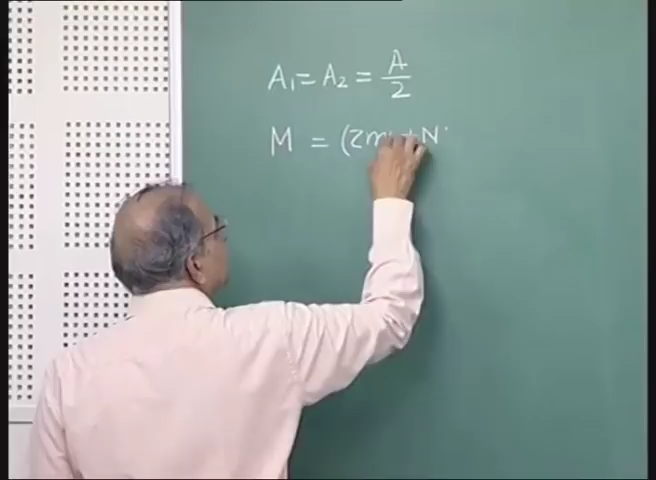 A₁ = A₂ = A/2
M = (Zm + N